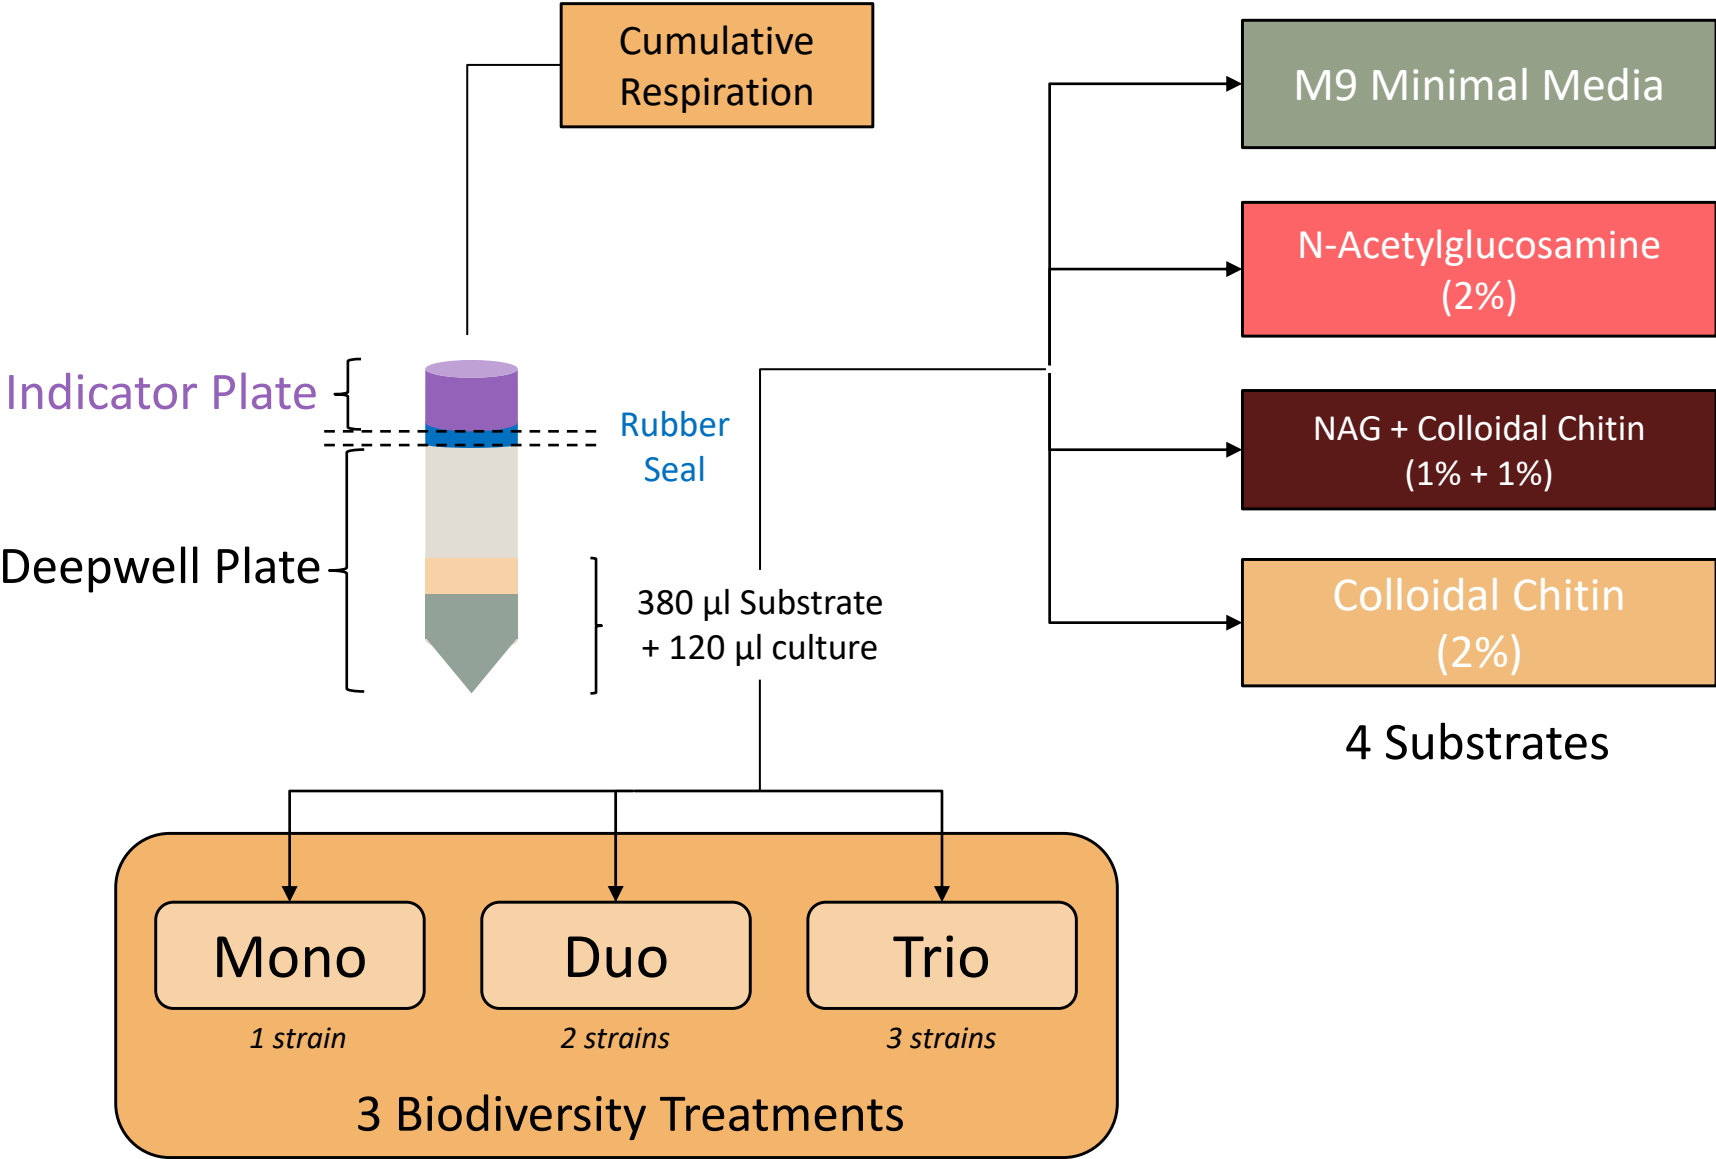 Cumulative
Respiration
M9 Minimal Media
N-Acetylglucosamine
(2%)
Indicator Plate
Rubber
Seal
NAG + Colloidal Chitin
(1% + 1%)
Deepwell Plate
380 µl Substrate
+ 120 µl culture
Colloidal Chitin
(2%)
4 Substrates
Mono
Duo
Trio
1 strain
2 strains
3 strains
3 Biodiversity Treatments